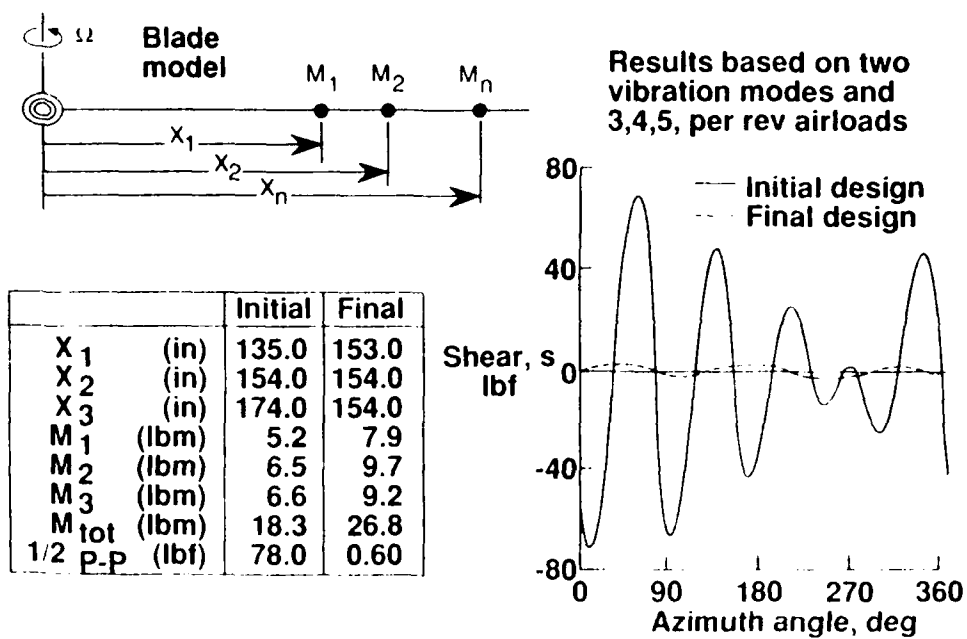 Ω
Blade
model
M1 M2 Mn
X1
X2
Xn
Results based on two
vibration modes and
3,4,5, per rev airloads
Initial Final
X1 (in) 135.0 153.0
X2 (in) 154.0 154.0
X3 (in) 174.0 154.0
M1 (lbm) 5.2 7.9
M2 (lbm) 6.5 9.7
M3 (lbm) 6.6 9.2
Mtot (lbm) 18.3 26.8
1/2 P-P (lbf) 78.0 0.60
Initial design
Final design
80
40
0
-40
-80
Shear, s
lbf
0 90 180 270 360
Azimuth angle, deg